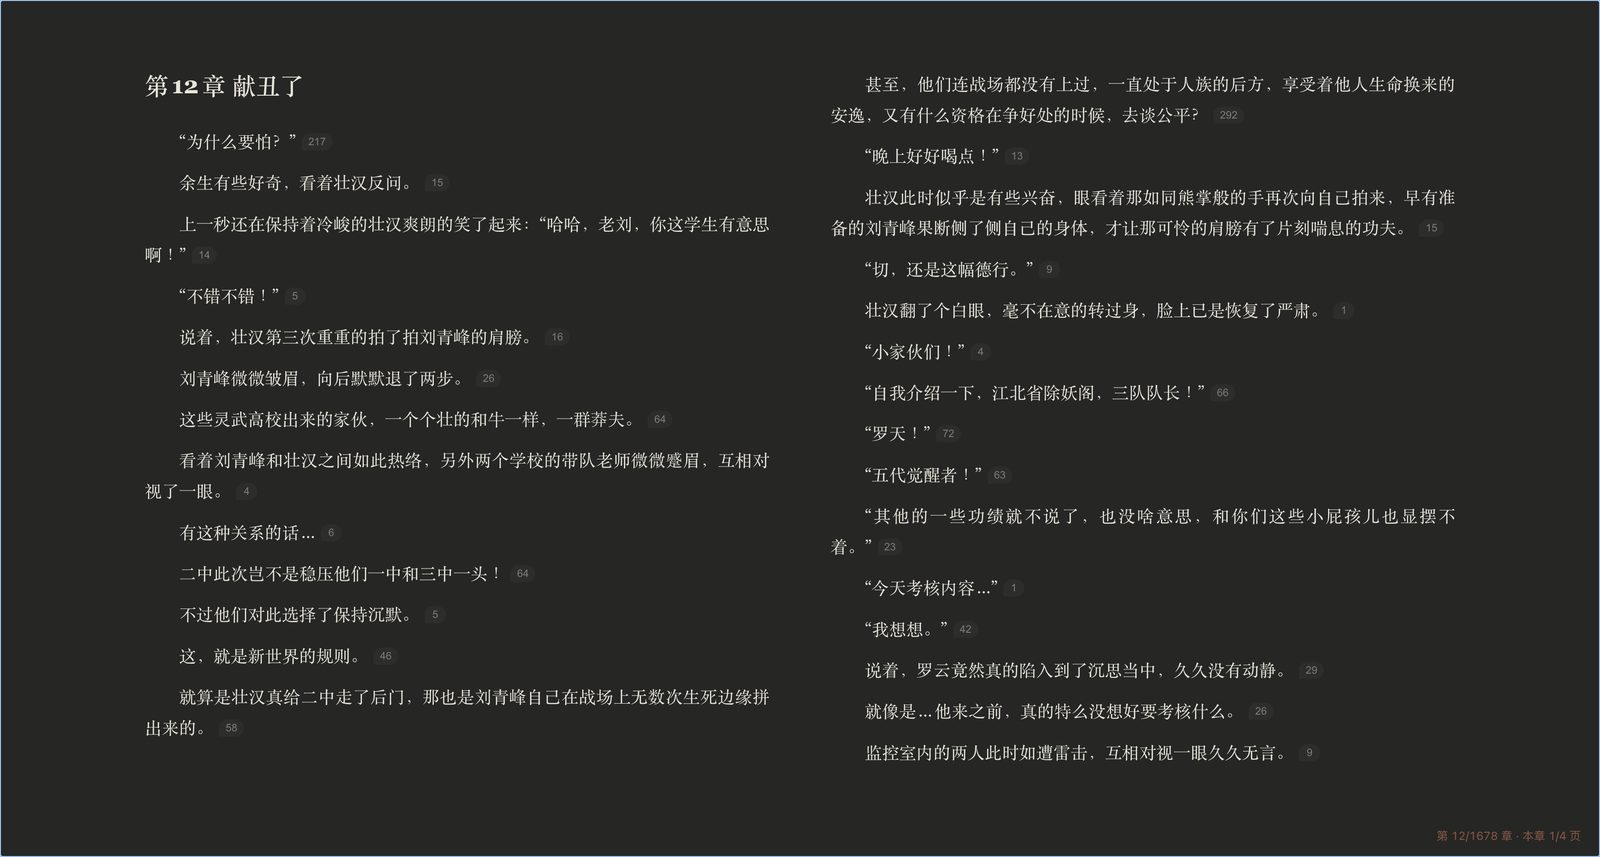 第12章 献丑了
“为什么要怕？” 217
余生有些好奇，看着壮汉反问。 15
上一秒还在保持着冷峻的壮汉爽朗的笑了起来：“哈哈，老刘，你这学生有意思
啊！” 14
“不错不错！” 5
说着，壮汉第三次重重的拍了拍刘青峰的肩膀。 16
刘青峰微微皱眉，向后默默退了两步。 26
这些灵武高校出来的家伙，一个个壮的和牛一样，一群莽夫。 64
看着刘青峰和壮汉之间如此热络，另外两个学校的带队老师微微蹙眉，互相对
视了一眼。 4
有这种关系的话... 6
二中此次岂不是稳压他们一中和三中一头！ 64
不过他们对此选择了保持沉默。 5
这，就是新世界的规则。 46
就算是壮汉真给二中走了后门，那也是刘青峰自己在战场上无数次生死边缘拼
出来的。 58
甚至，他们连战场都没有上过，一直处于人族的后方，享受着他人生命换来的
安逸，又有什么资格在争好处的时候，去谈公平？ 292
“晚上好好喝点！” 13
壮汉此时似乎是有些兴奋，眼看着那如同熊掌般的手再次向自己拍来，早有准
备的刘青峰果断侧了侧自己的身体，才让那可怜的肩膀有了片刻喘息的功夫。 15
“切，还是这幅德行。” 9
壮汉翻了个白眼，毫不在意的转过身，脸上已是恢复了严肃。 1
“小家伙们！” 4
“自我介绍一下，江北省除妖阁，三队队长！” 66
“罗天！” 72
“五代觉醒者！” 63
“其他的一些功绩就不说了，也没啥意思，和你们这些小屁孩儿也显摆不
着。” 23
“今天考核内容...” 1
“我想想。” 42
说着，罗云竟然真的陷入到了沉思当中，久久没有动静。 29
就像是...他来之前，真的特么没想好要考核什么。 26
监控室内的两人此时如遭雷击，互相对视一眼久久无言。 9
第 12/1678 章 · 本章 1/4 页